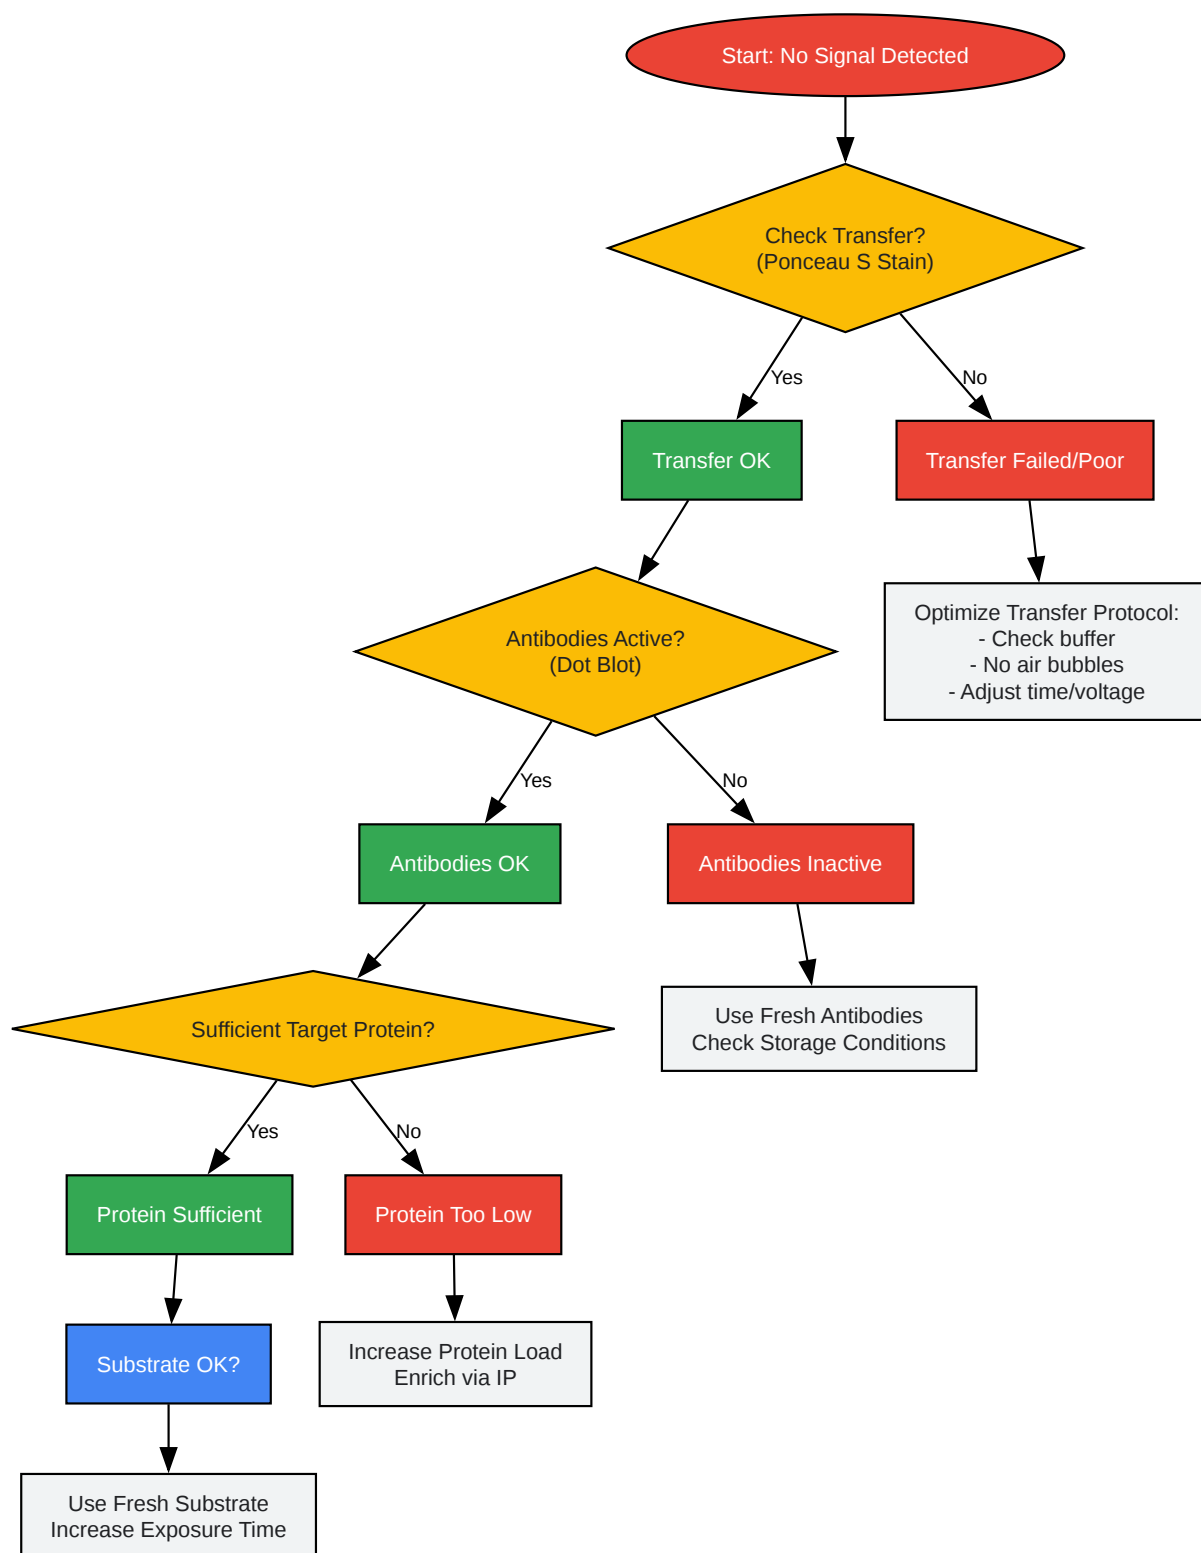 Start: No Signal Detected
Check Transfer?
(Ponceau S Stain)
Yes
No
Transfer OK
Transfer Failed/Poor
Optimize Transfer Protocol:
- Check buffer
- No air bubbles
- Adjust time/voltage
Antibodies Active?
(Dot Blot)
Yes
No
Antibodies OK
Antibodies Inactive
Use Fresh Antibodies
Check Storage Conditions
Sufficient Target Protein?
Yes
No
Protein Sufficient
Protein Too Low
Substrate OK?
Increase Protein Load
Enrich via IP
Use Fresh Substrate
Increase Exposure Time